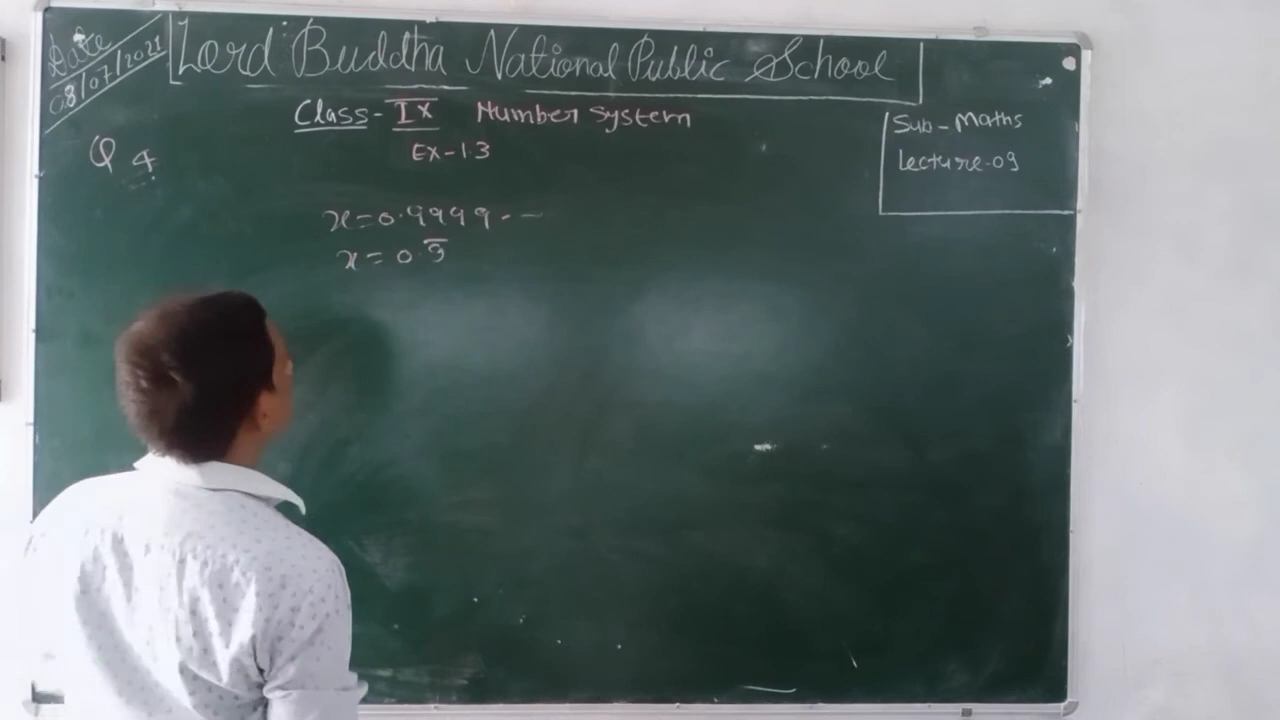 Date
08/07/2021
Lord Buddha National Public School
Class - IX Number System
Ex-1.3
Sub - Maths
Lecture-09
Q 4
x = 0.9999...
x = 0.9̅